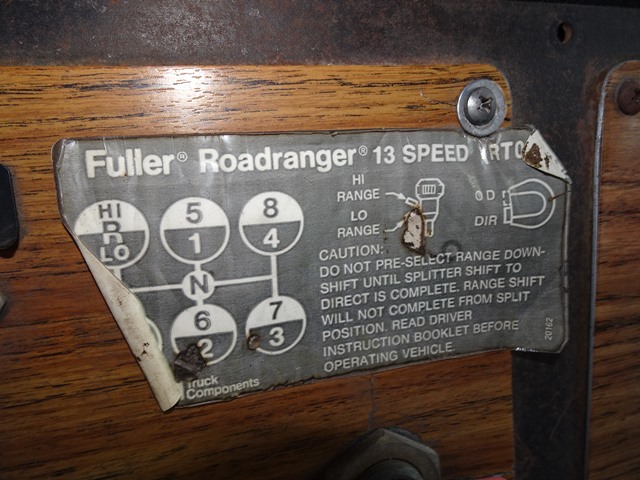 Fuller® Roadranger® 13 SPEED RTO
HI
R
LO
5
1
8
4
N
6
2
7
3
HI
RANGE
LO
RANGE
O D
DIR
CAUTION:
DO NOT PRE-SELECT RANGE DOWN-
SHIFT UNTIL SPLITTER SHIFT TO
DIRECT IS COMPLETE. RANGE SHIFT
WILL NOT COMPLETE FROM SPLIT
POSITION. READ DRIVER
INSTRUCTION BOOKLET BEFORE
OPERATING VEHICLE.
20162
Truck
Components